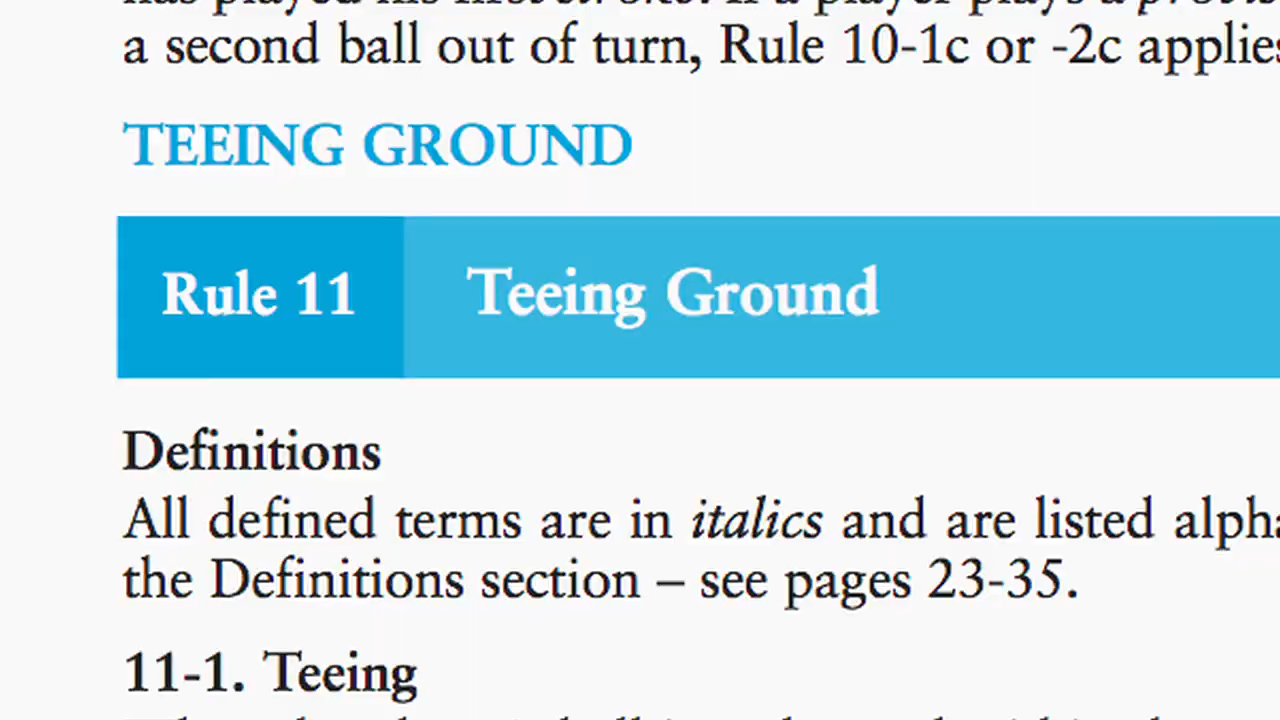 a second ball out of turn, Rule 10-1c or -2c applies
TEEING GROUND
Rule 11 Teeing Ground
Definitions
All defined terms are in italics and are listed
the Definitions section – see pages 23-35.
11-1. Teeing